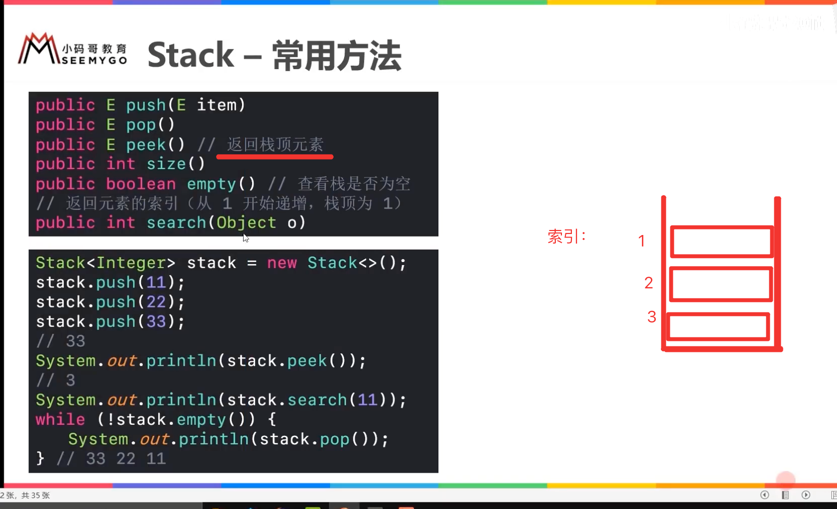 小码哥教育
SEEMYGO
Stack – 常用方法
public E push(E item)
public E pop()
public E peek() // 返回栈顶元素
public int size()
public boolean empty() // 查看栈是否为空
// 返回元素的索引（从 1 开始递增，栈顶为 1）
public int search(Object o)
Stack<Integer> stack = new Stack<>();
stack.push(11);
stack.push(22);
stack.push(33);
// 33
System.out.println(stack.peek());
// 3
System.out.println(stack.search(11));
while (!stack.empty()) {
System.out.println(stack.pop());
} // 33 22 11
索引：
1
2
3
2 张，共 35 张